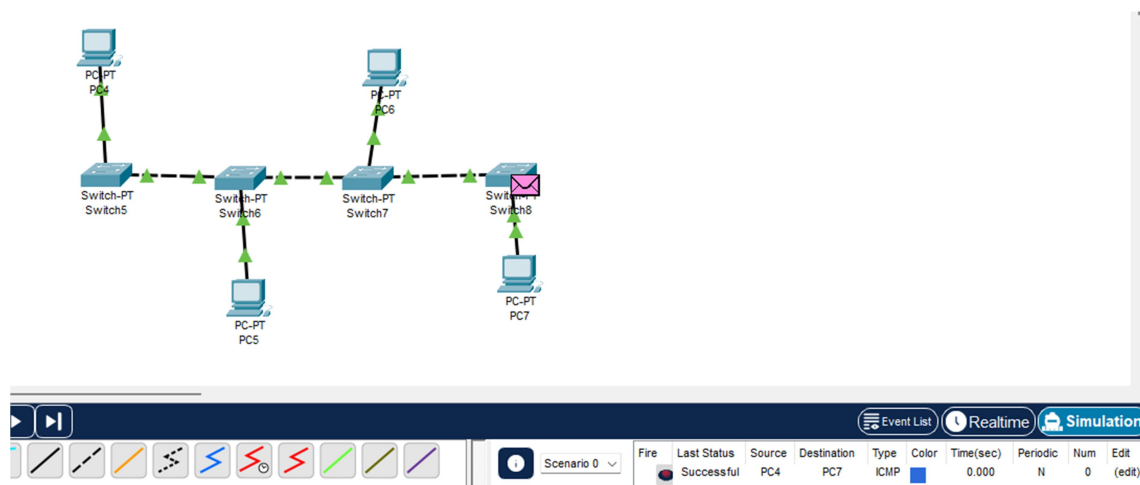 PC-PT
PC4
PC-PT
PC6
Switch-PT
Switch5
Switch-PT
Switch6
Switch-PT
Switch7
Switch-PT
Switch8
PC-PT
PC5
PC-PT
PC7
Event List
Realtime
Simulation
Scenario 0
Fire Last Status Source Destination Type Color Time(sec) Periodic Num Edit
Successful PC4 PC7 ICMP 0.000 N 0 (edit)